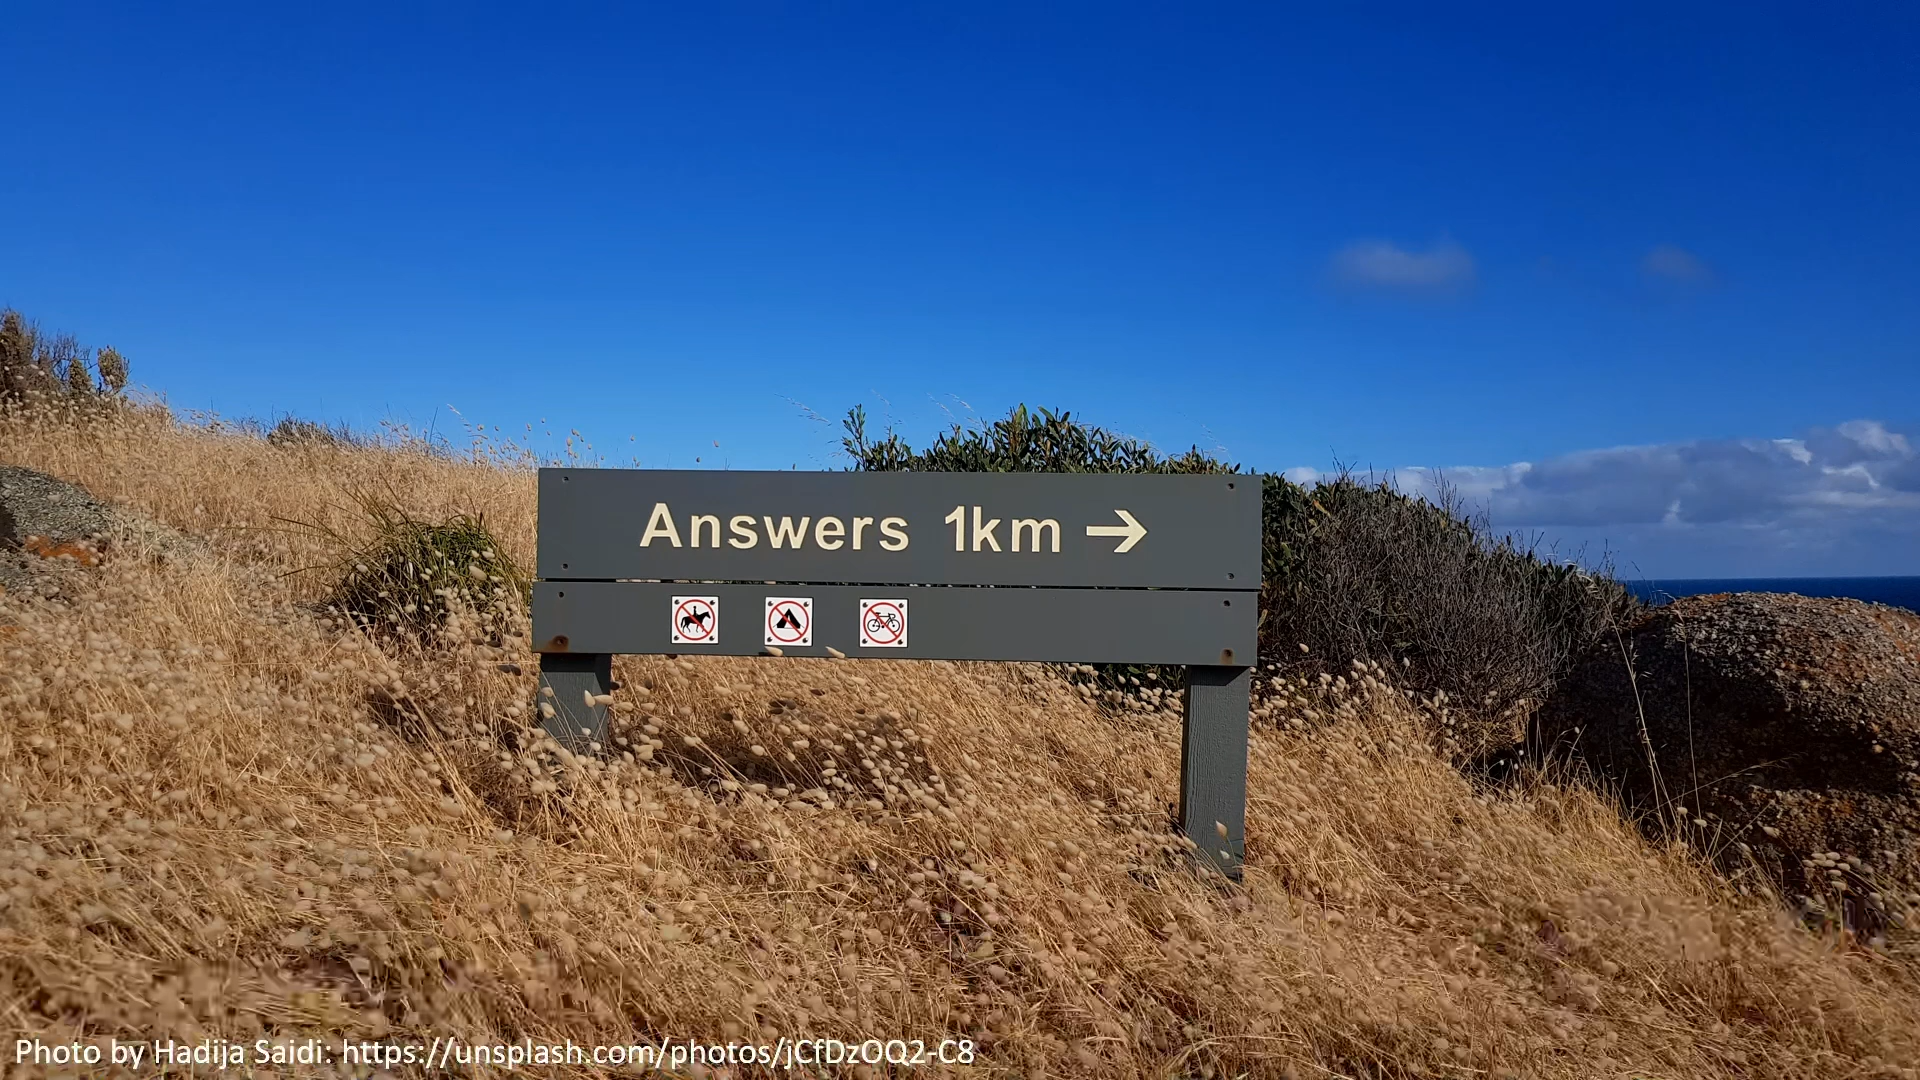 Answers 1km →
Photo by Hadija Saidi: https://unsplash.com/photos/jCfDzOQ2-C8